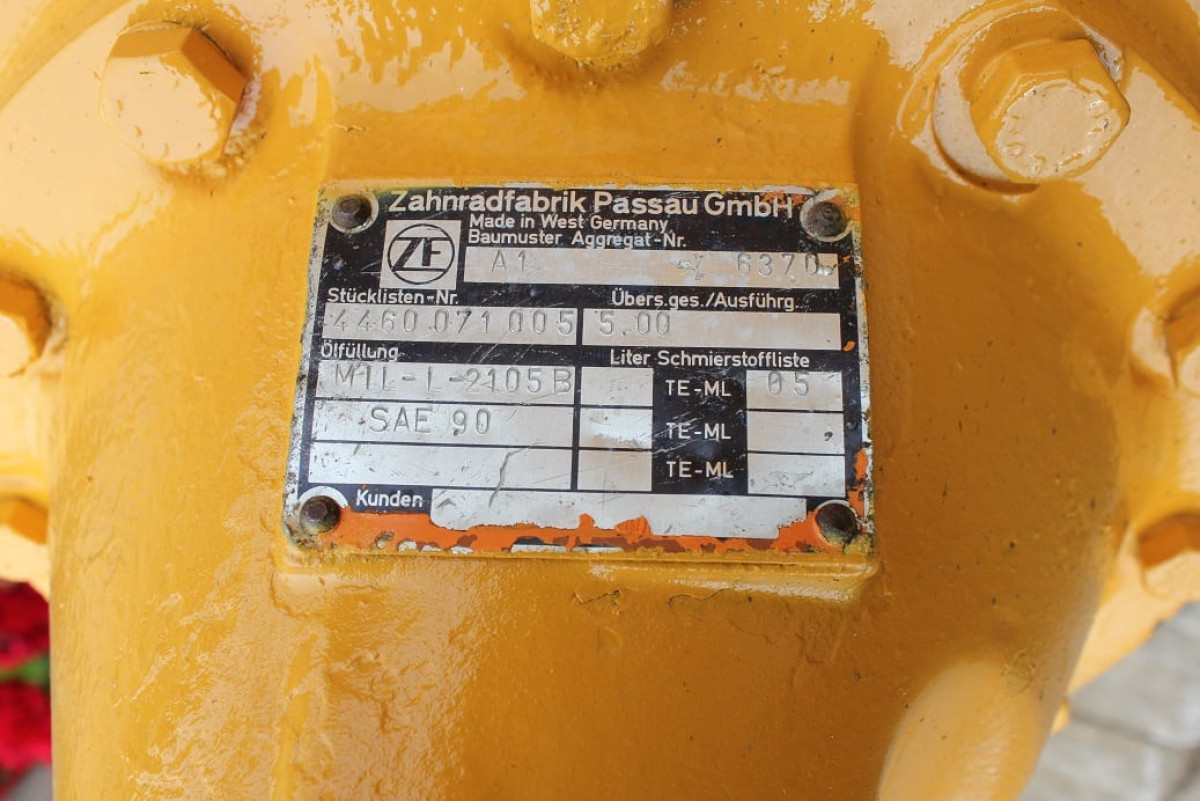 Zahnradfabrik Passau GmbH
Made in West Germany
ZF
Baumuster Aggregat-Nr.
A1 6370
Stücklisten-Nr. Übers.ges./Ausführg.
4460 071 005 5.00
Ölfüllung Liter Schmierstoffliste
MIL-L-2105B TE-ML 05
SAE 90 TE-ML
TE-ML
Kunden